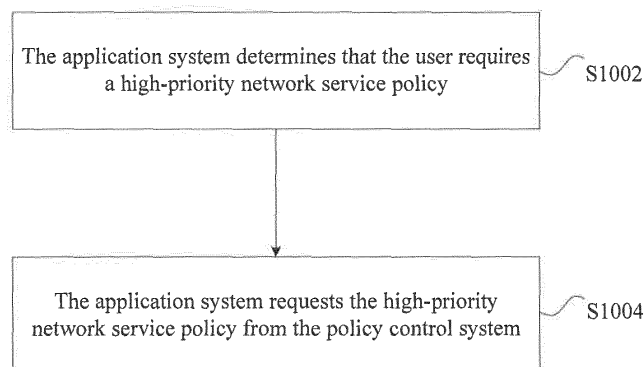 The application system determines that the user requires
a high-priority network service policy
S1002
The application system requests the high-priority
network service policy from the policy control system
S1004